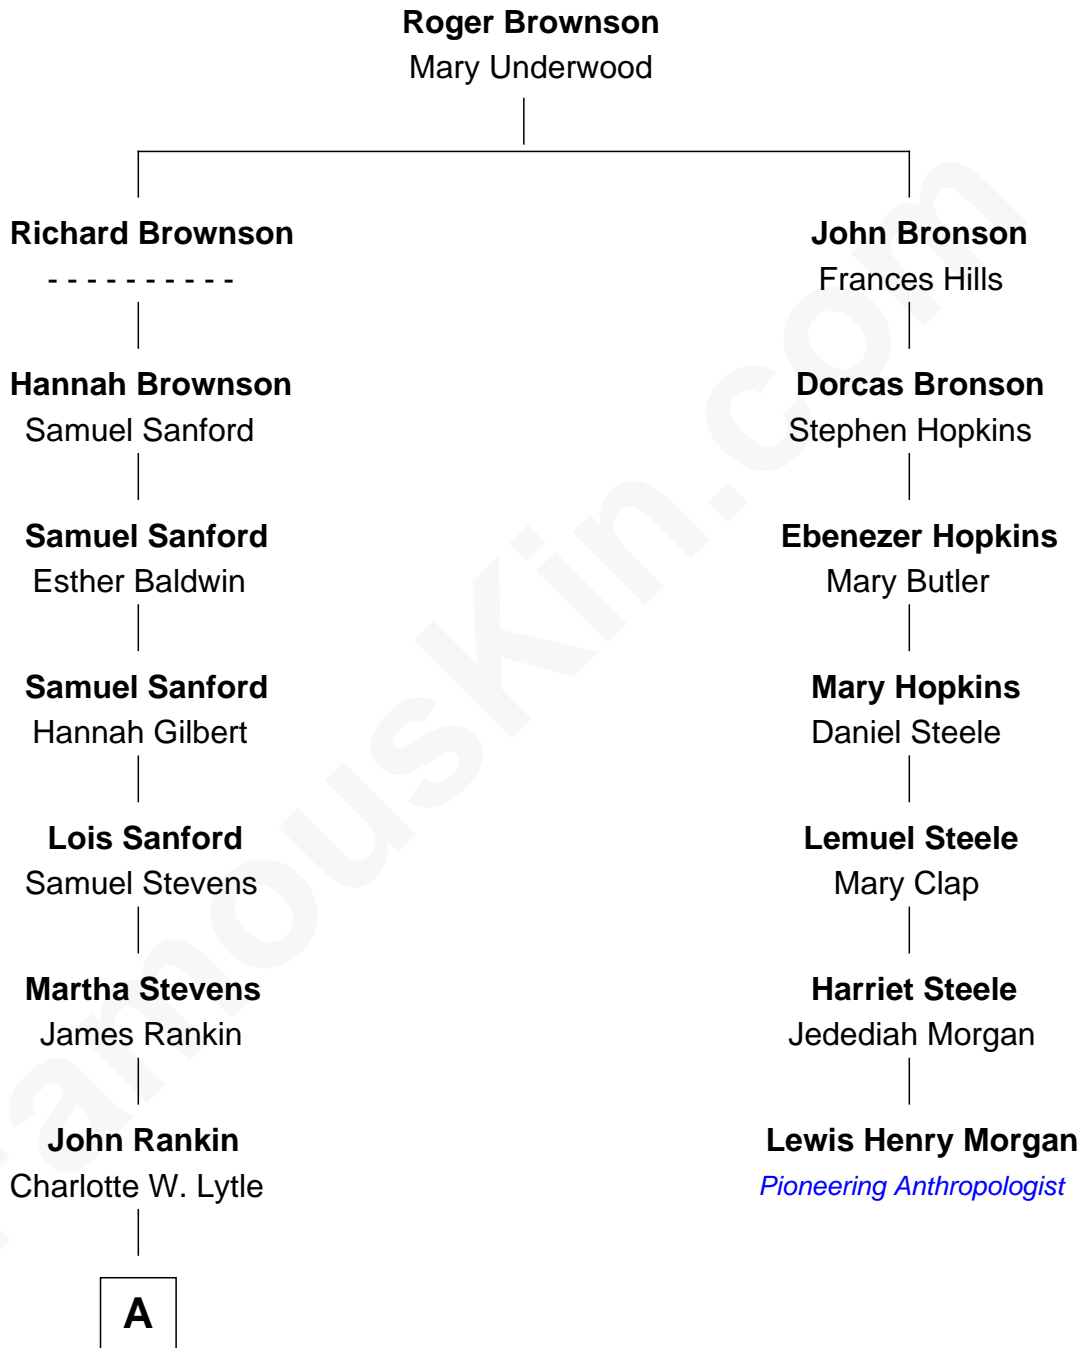 Roger Brownson
Mary Underwood
Richard Brownson
- - - - - - - - - -
Hannah Brownson
Samuel Sanford
Samuel Sanford
Esther Baldwin
Samuel Sanford
Hannah Gilbert
Lois Sanford
Samuel Stevens
Martha Stevens
James Rankin
John Rankin
Charlotte W. Lytle
A
John Bronson
Frances Hills
Dorcas Bronson
Stephen Hopkins
Ebenezer Hopkins
Mary Butler
Mary Hopkins
Daniel Steele
Lemuel Steele
Mary Clap
Harriet Steele
Jedediah Morgan
Lewis Henry Morgan
Pioneering Anthropologist
FamousKin.com